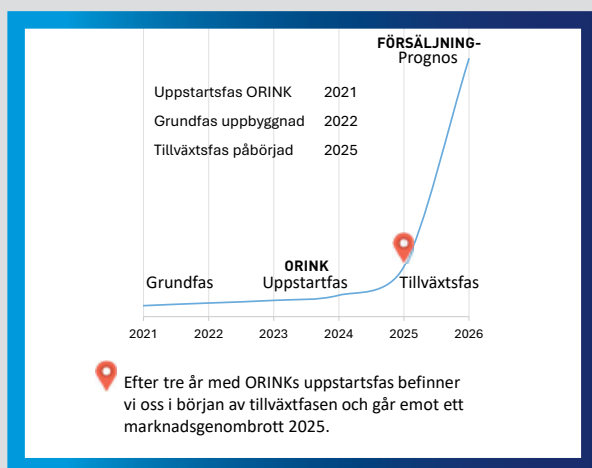 FÖRSÄLJNING-
Prognos
Uppstartsfas ORINK 2021
Grundfas uppbyggnad 2022
Tillväxtsfas påbörjad 2025
ORINK
Grundfas Uppstartfas Tillväxtsfas
2021 2022 2023 2024 2025 2026
Efter tre år med ORINKs uppstartsfas befinner
vi oss i början av tillväxtfasen och går emot ett
marknadsgenombrott 2025.